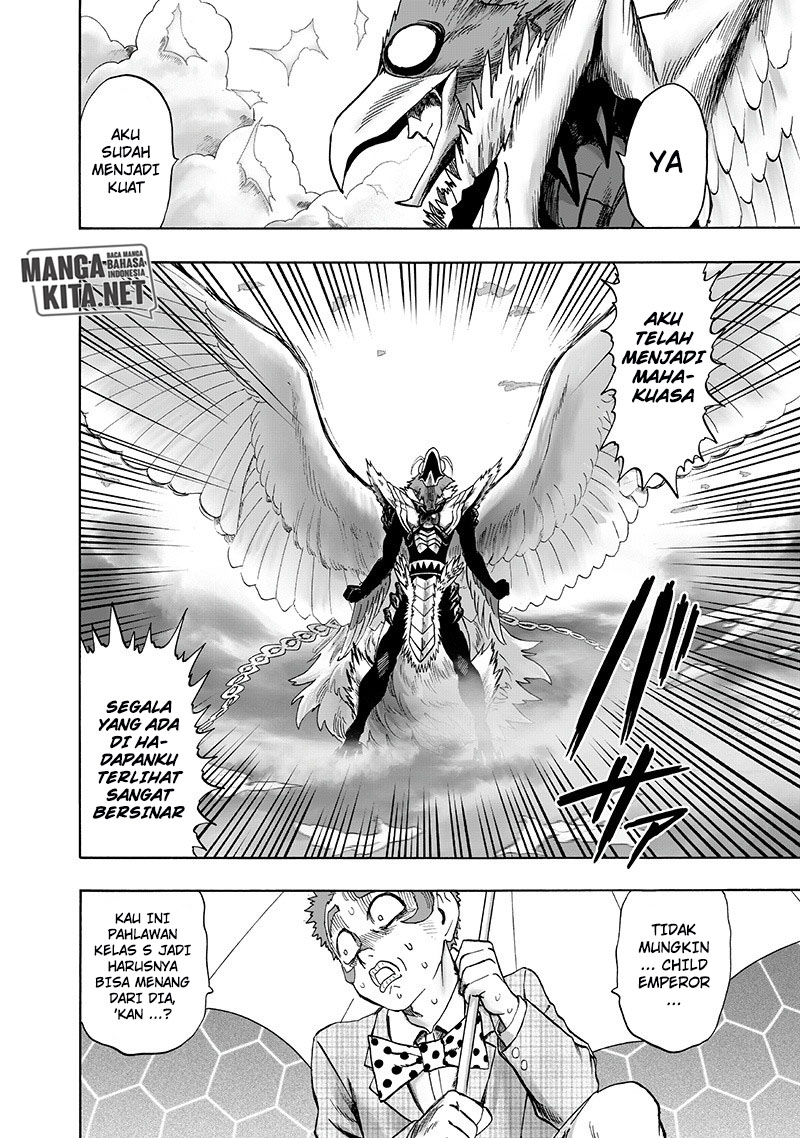 YA
AKU
SUDAH
MENJADI
KUAT
MANGA-
KITA.NET
BACA MANGA
BAHASA
INDONESIA
AKU
TELAH
MENJADI
MAHA-
KUASA
SEGALA
YANG ADA
DI HA-
DAPANKU
TERLIHAT
SANGAT
BERSINAR
TIDAK
MUNGKIN
... CHILD
EMPEROR
...
KAU INI
PAHLAWAN
KELAS S JADI
HARUSNYA
BISA MENANG
DARI DIA,
'KAN ...?